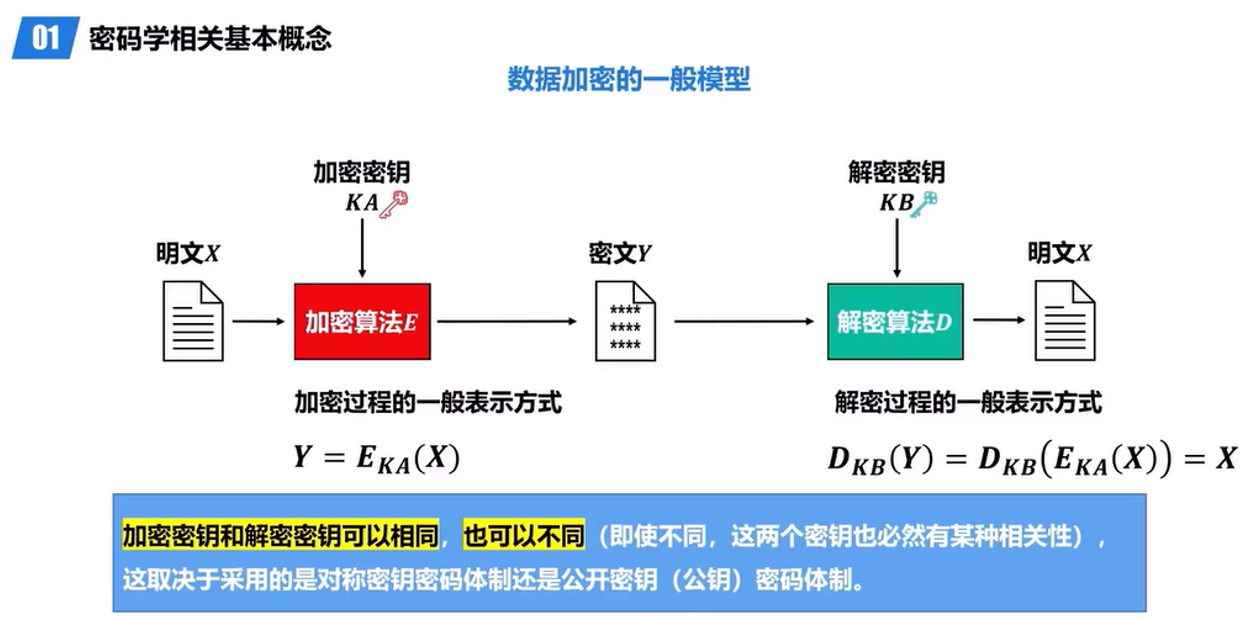 01 密码学相关基本概念
数据加密的一般模型
加密密钥
KA
解密密钥
KB
明文X
密文Y
明文X
加密算法E
****
****
****
解密算法D
加密过程的一般表示方式
解密过程的一般表示方式
Y = E_{KA}(X)
D_{KB}(Y) = D_{KB}(E_{KA}(X)) = X
加密密钥和解密密钥可以相同，也可以不同（即使不同，这两个密钥也必然有某种相关性），
这取决于采用的是对称密钥密码体制还是公开密钥（公钥）密码体制。